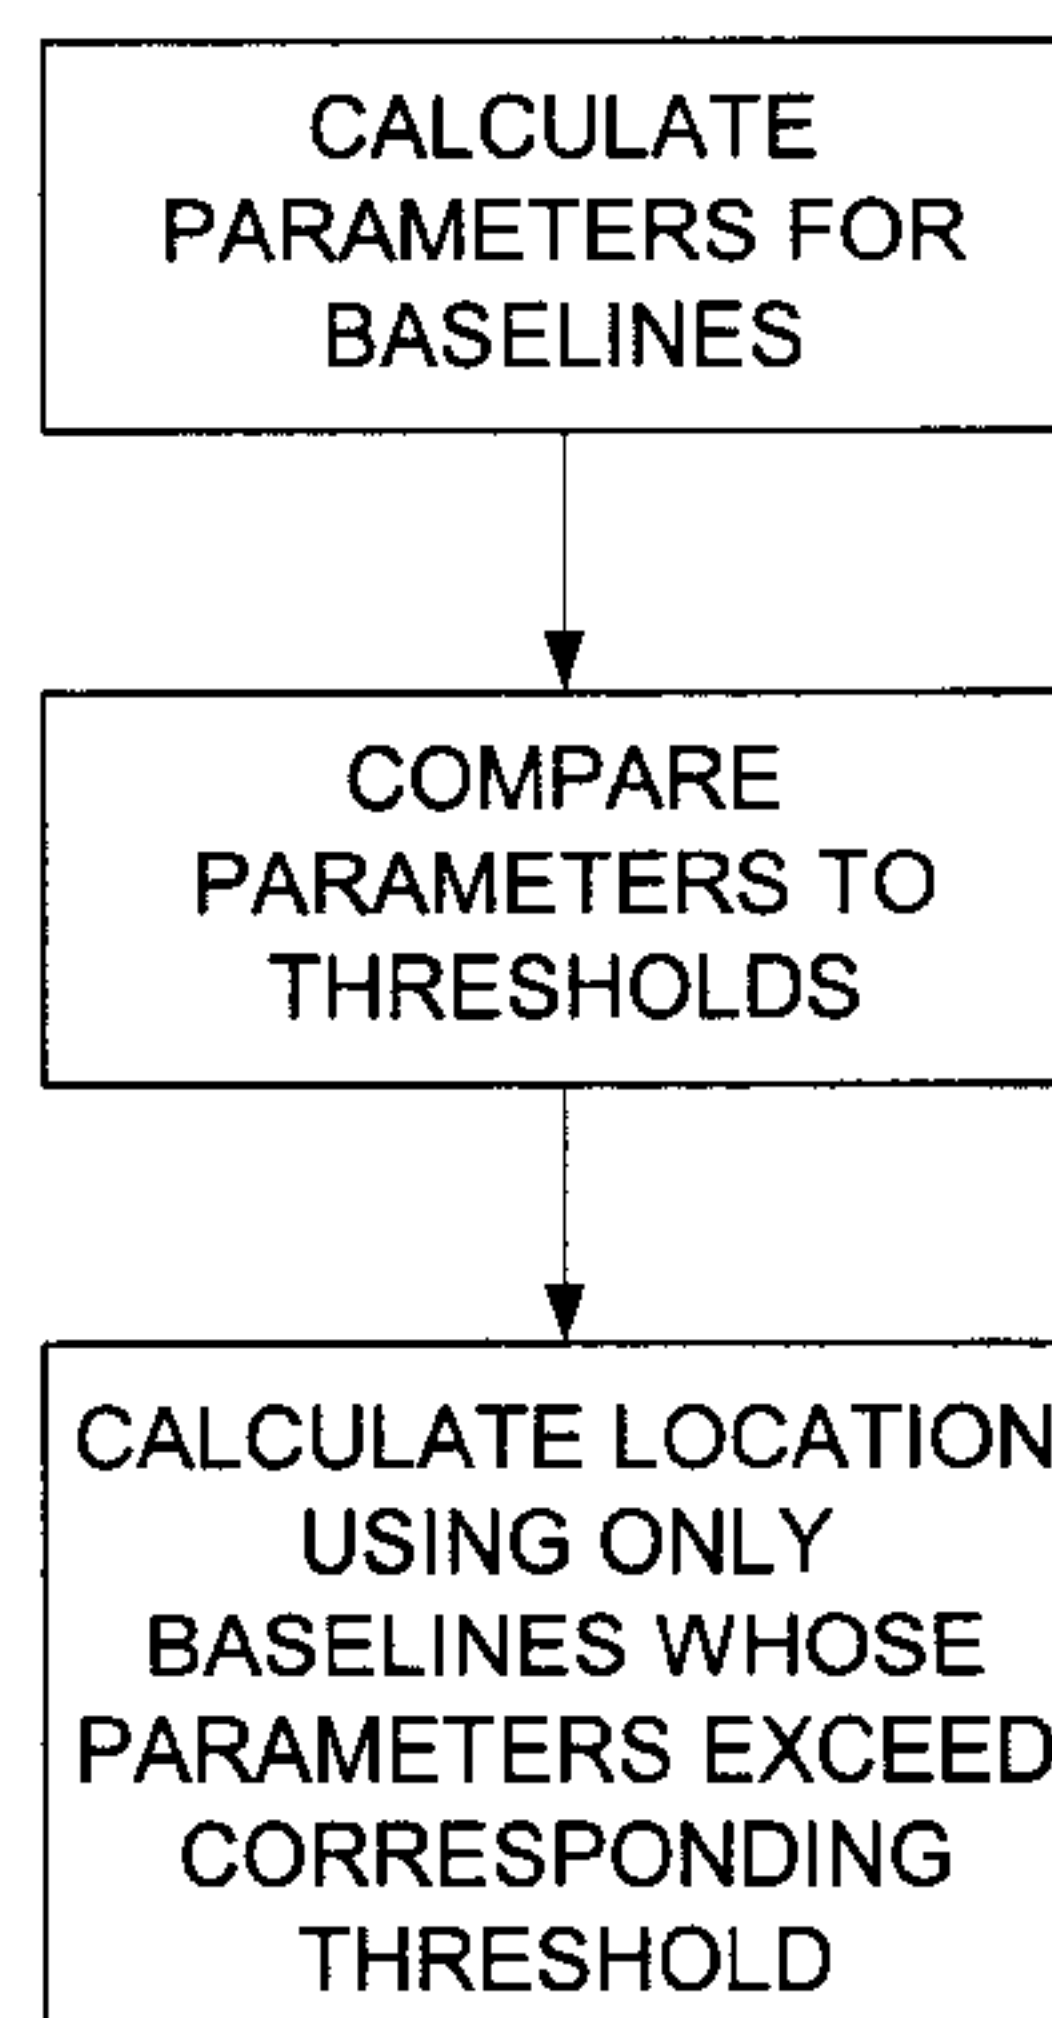 CALCULATE
PARAMETERS FOR
BASELINES
COMPARE
PARAMETERS TO
THRESHOLDS
CALCULATE LOCATION
USING ONLY
BASELINES WHOSE
PARAMETERS EXCEED
CORRESPONDING
THRESHOLD